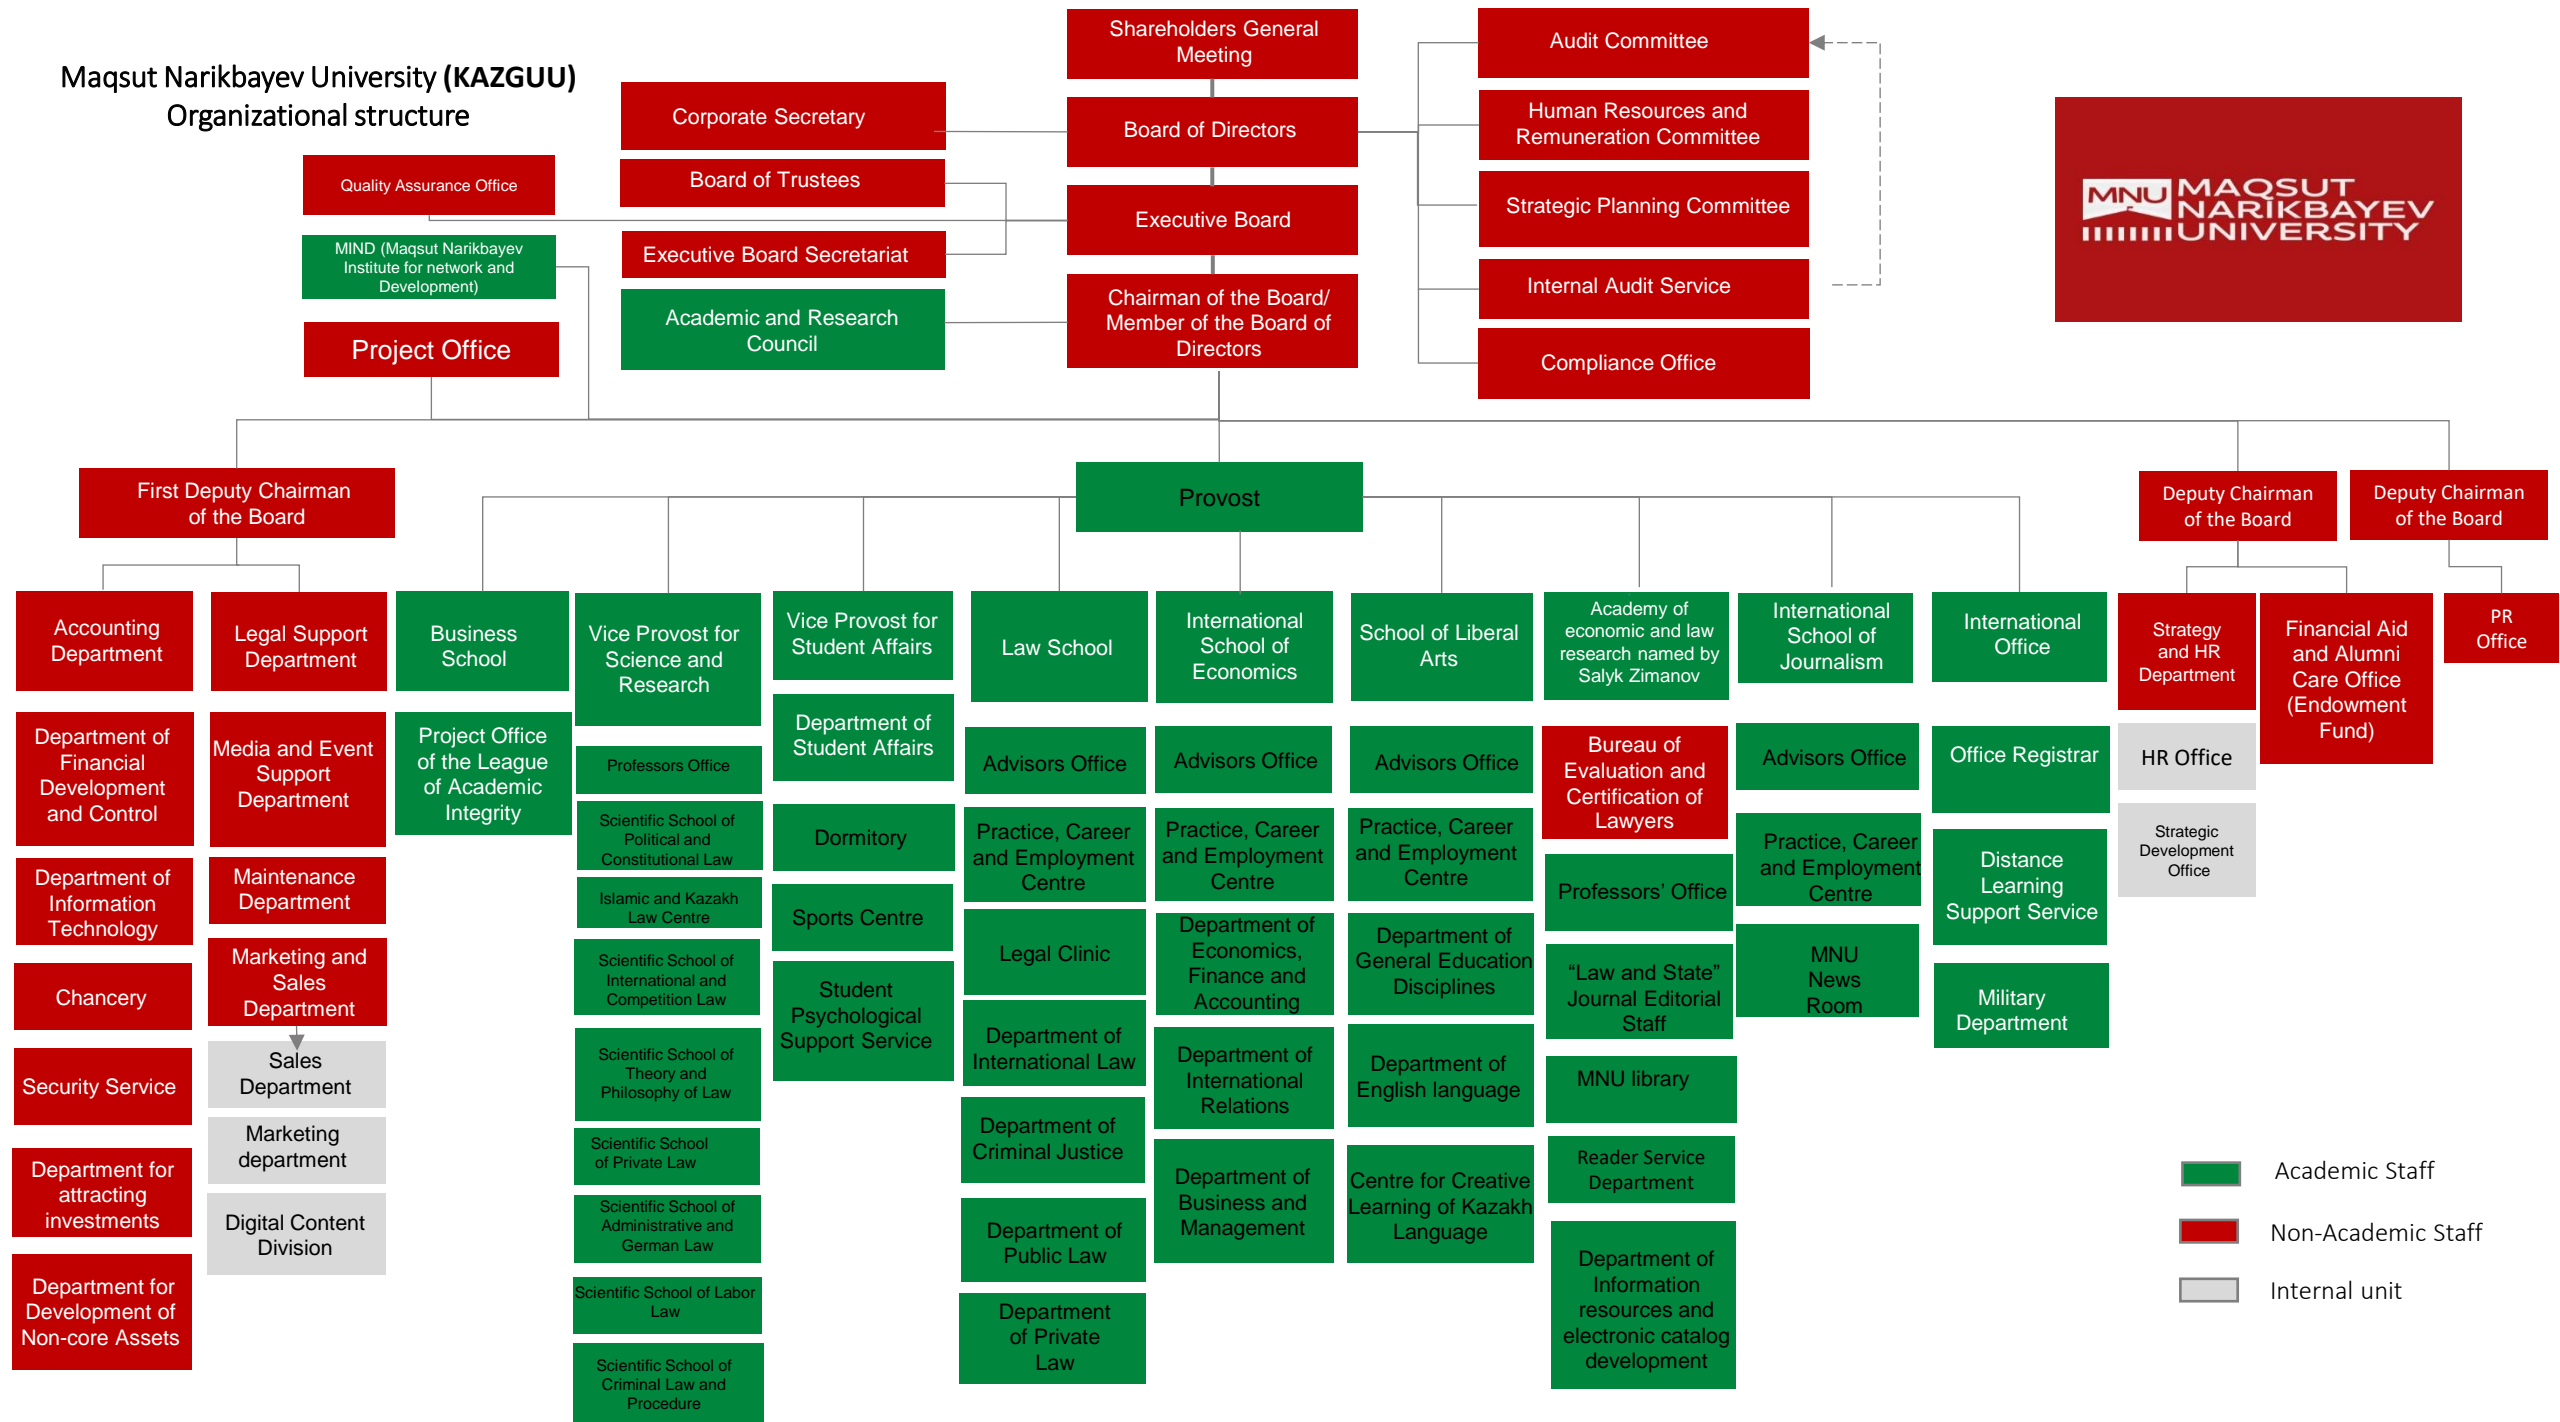 Maqsut Narikbayev University (KAZGUU)
Organizational structure
Shareholders General
Meeting
Board of Directors
Executive Board
Chairman of the Board/
Member of the Board of
Directors
Corporate Secretary
Board of Trustees
Executive Board Secretariat
Academic and Research
Council
Quality Assurance Office
MIND (Maqsut Narikbayev
Institute for network and
Development)
Project Office
Audit Committee
Human Resources and
Remuneration Committee
Strategic Planning Committee
Internal Audit Service
Compliance Office
MNU
MAQSUT
NARIKBAYEV
UNIVERSITY
First Deputy Chairman
of the Board
Provost
Deputy Chairman
of the Board
Deputy Chairman
of the Board
Accounting
Department
Department of
Financial
Development
and Control
Department of
Information
Technology
Chancery
Security Service
Department for
attracting
investments
Department for
Development of
Non-core Assets
Legal Support
Department
Media and Event
Support
Department
Maintenance
Department
Marketing and
Sales
Department
Sales
Department
Marketing
department
Digital Content
Division
Business
School
Project Office
of the League
of Academic
Integrity
Vice Provost for
Science and
Research
Professors Office
Scientific School of
Political and
Constitutional Law
Islamic and Kazakh
Law Centre
Scientific School of
International and
Competition Law
Scientific School of
Theory and
Philosophy of Law
Scientific School
of Private Law
Scientific School of
Administrative and
German Law
Scientific School of Labor
Law
Scientific School of
Criminal Law and
Procedure
Vice Provost for
Student Affairs
Department of
Student Affairs
Dormitory
Sports Centre
Student
Psychological
Support Service
Law School
Advisors Office
Practice, Career
and Employment
Centre
Legal Clinic
Department of
International Law
Department of
Criminal Justice
Department of
Public Law
Department
of Private
Law
International
School of
Economics
Advisors Office
Practice, Career
and Employment
Centre
Department of
Economics,
Finance and
Accounting
Department of
International
Relations
Department of
Business and
Management
School of Liberal
Arts
Advisors Office
Practice, Career
and Employment
Centre
Department of
General Education
Disciplines
Department of
English language
Centre for Creative
Learning of Kazakh
Language
Academy of
economic and law
research named by
Salyk Zimanov
Bureau of
Evaluation and
Certification of
Lawyers
Professors’ Office
“Law and State”
Journal Editorial
Staff
MNU library
Reader Service
Department
Department of
Information
resources and
electronic catalog
development
International
School of
Journalism
Advisors Office
Practice, Career
and Employment
Centre
MNU
News
Room
International
Office
Office Registrar
Distance
Learning
Support Service
Military
Department
Strategy
and HR
Department
HR Office
Strategic
Development
Office
Financial Aid
and Alumni
Care Office
(Endowment
Fund)
PR
Office
Academic Staff
Non-Academic Staff
Internal unit